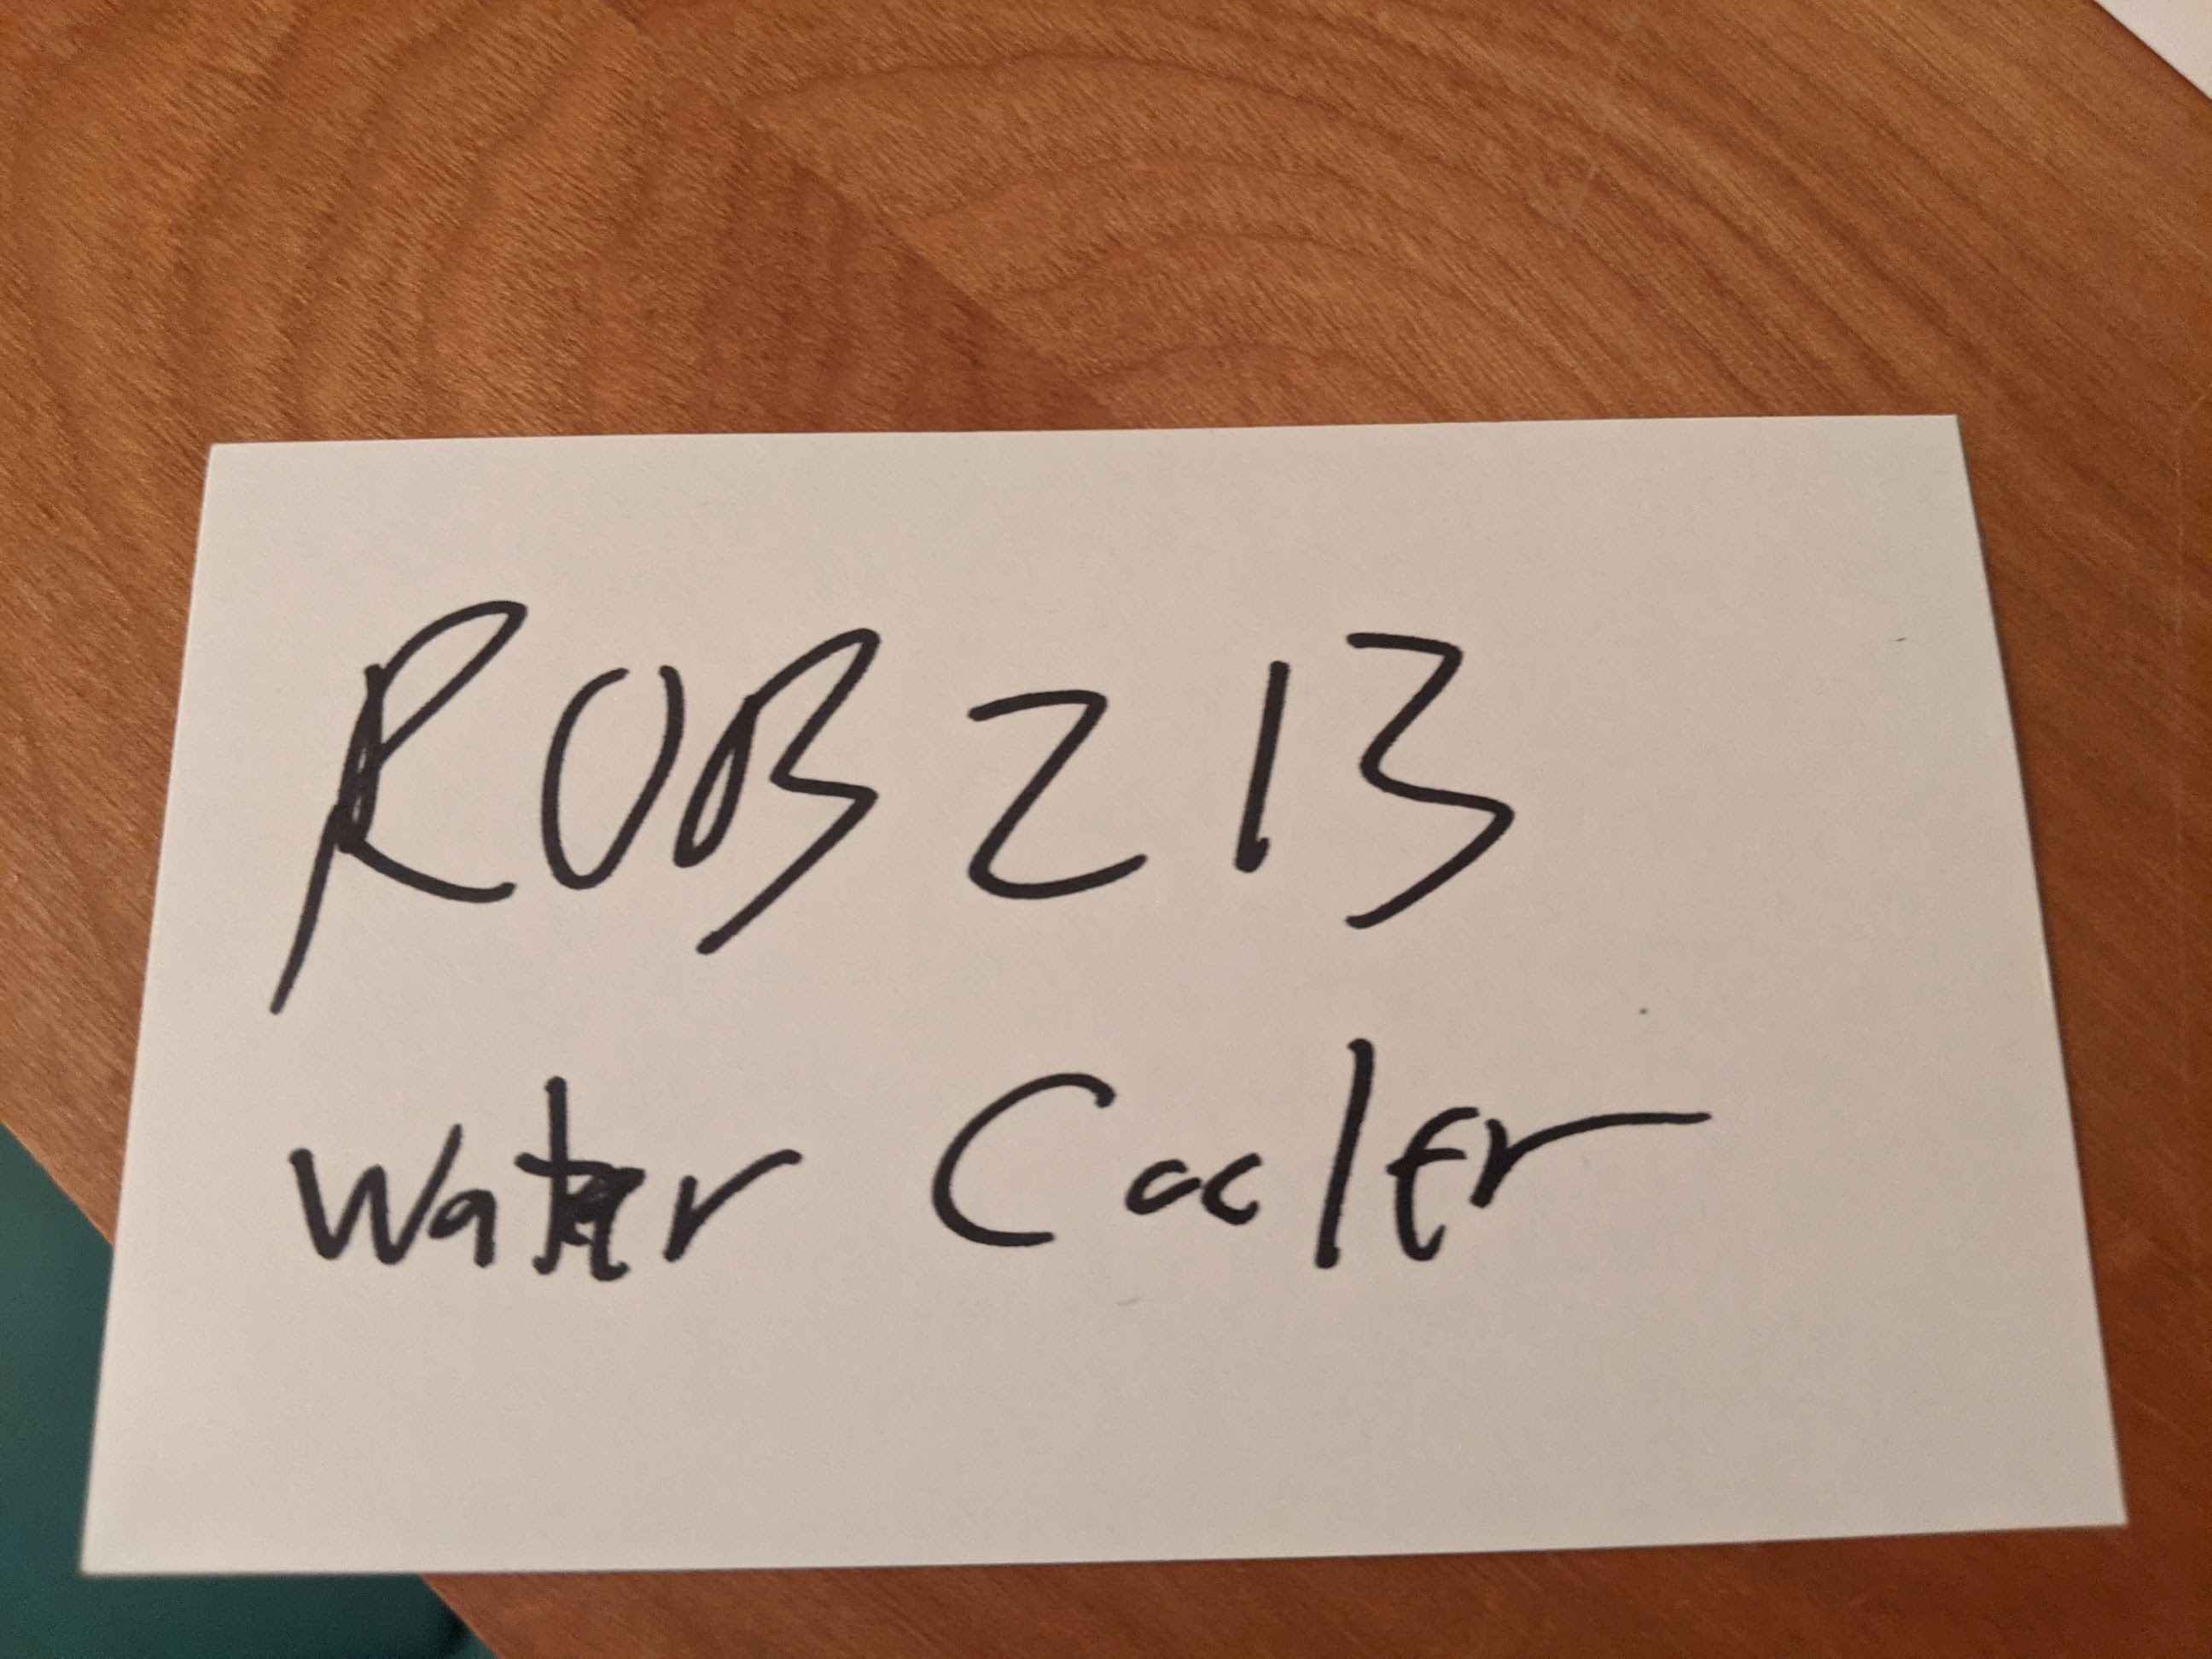 ROB 213
Water Cooler